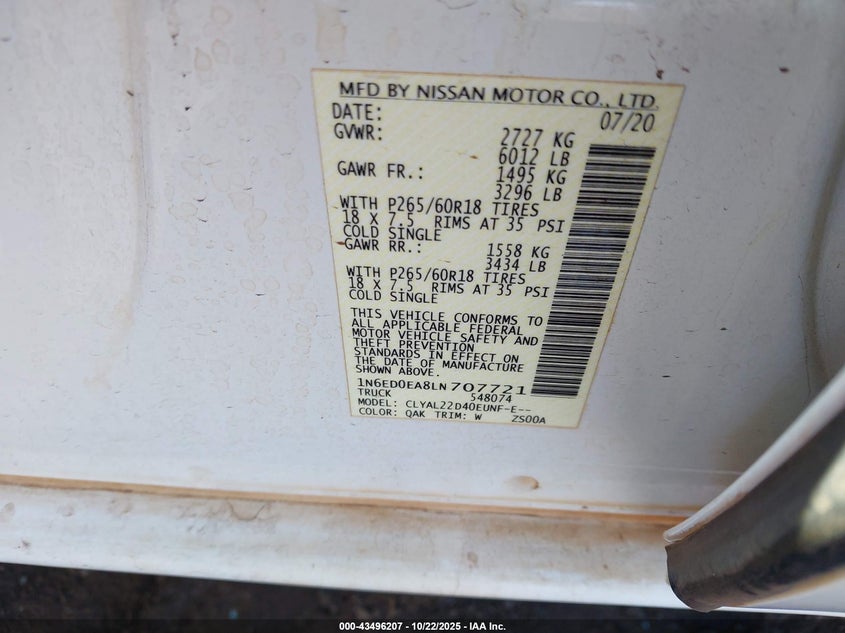 MFD BY NISSAN MOTOR CO., LTD.
DATE: 07/20
GVWR: 2727 KG
6012 LB
GAWR FR.: 1495 KG
3296 LB
WITH P265/60R18 TIRES
18 X 7.5 RIMS AT 35 PSI
COLD SINGLE
GAWR RR.: 1558 KG
3434 LB
WITH P265/60R18 TIRES
18 X 7.5 RIMS AT 35 PSI
COLD SINGLE
THIS VEHICLE CONFORMS TO
ALL APPLICABLE FEDERAL
MOTOR VEHICLE SAFETY AND
THEFT PREVENTION
STANDARDS IN EFFECT ON
THE DATE OF MANUFACTURE
SHOWN ABOVE.
1N6ED0EA8LN 707721
TRUCK 548074
MODEL: CLYAL22D40EUNF-E--
COLOR: QAK TRIM: W ZS00A
000-43496207 - 10/22/2025 - IAA Inc.